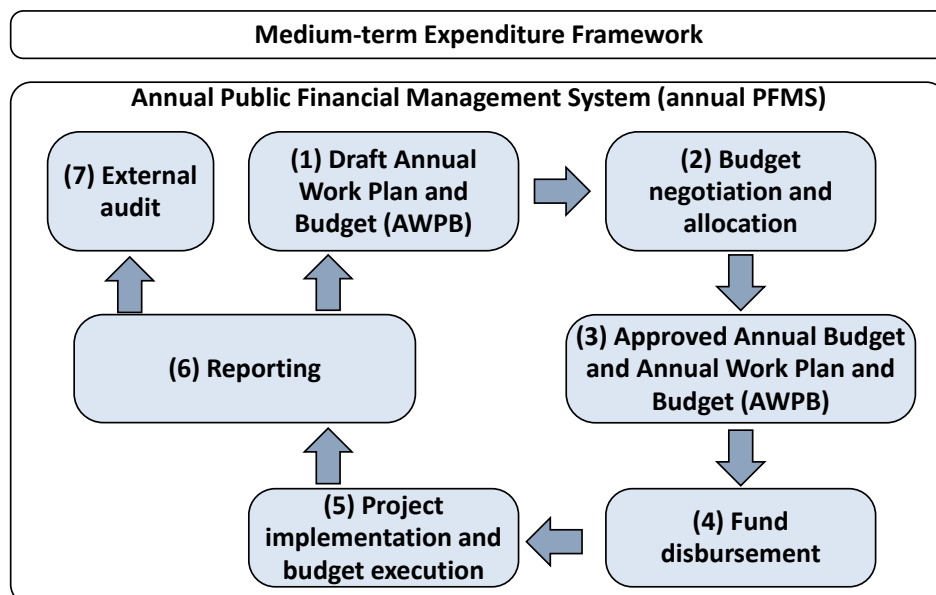 Medium-term Expenditure Framework
Annual Public Financial Management System (annual PFMS)
(1) Draft Annual
Work Plan and
Budget (AWPB)
(2) Budget
negotiation and
allocation
(3) Approved Annual Budget
and Annual Work Plan and
Budget (AWPB)
(4) Fund
disbursement
(5) Project
implementation and
budget execution
(6) Reporting
(7) External
audit